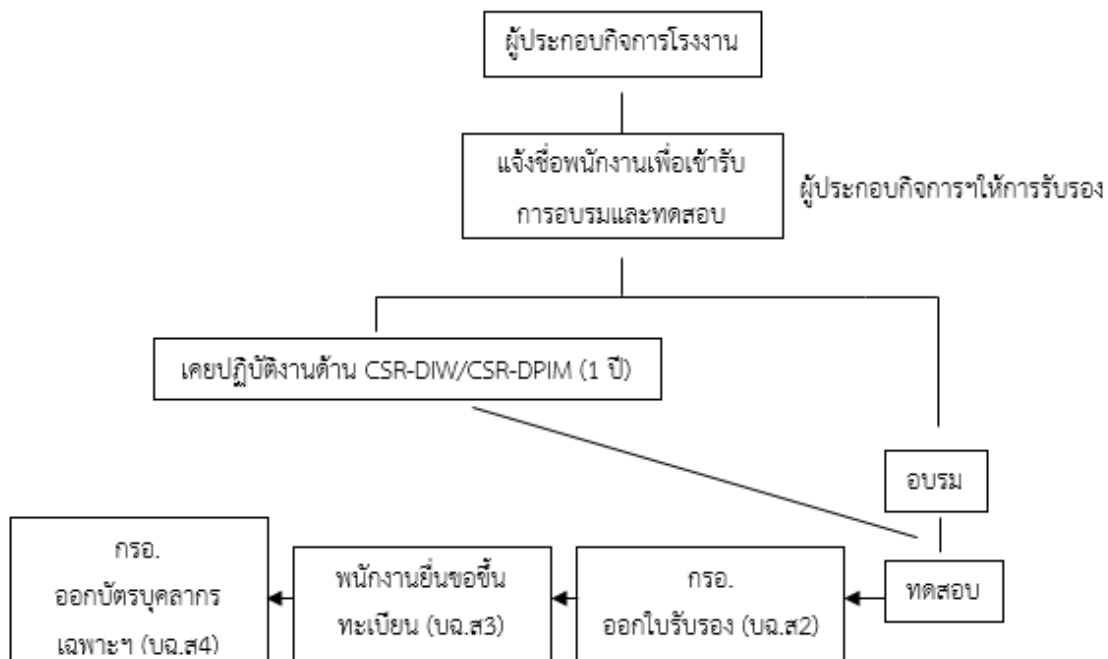 ผู้ประกอบกิจการโรงงาน
แจ้งชื่อพนักงานเพื่อเข้ารับ
การอบรมและทดสอบ
ผู้ประกอบกิจการฯให้การรับรอง
เคยปฏิบัติงานด้าน CSR-DIW/CSR-DPIM (1 ปี)
อบรม
ทดสอบ
กรอ.
ออกใบรับรอง (บฉ.ส2)
พนักงานยื่นขอขึ้น
ทะเบียน (บฉ.ส3)
กรอ.
ออกบัตรบุคลากร
เฉพาะฯ (บฉ.ส4)